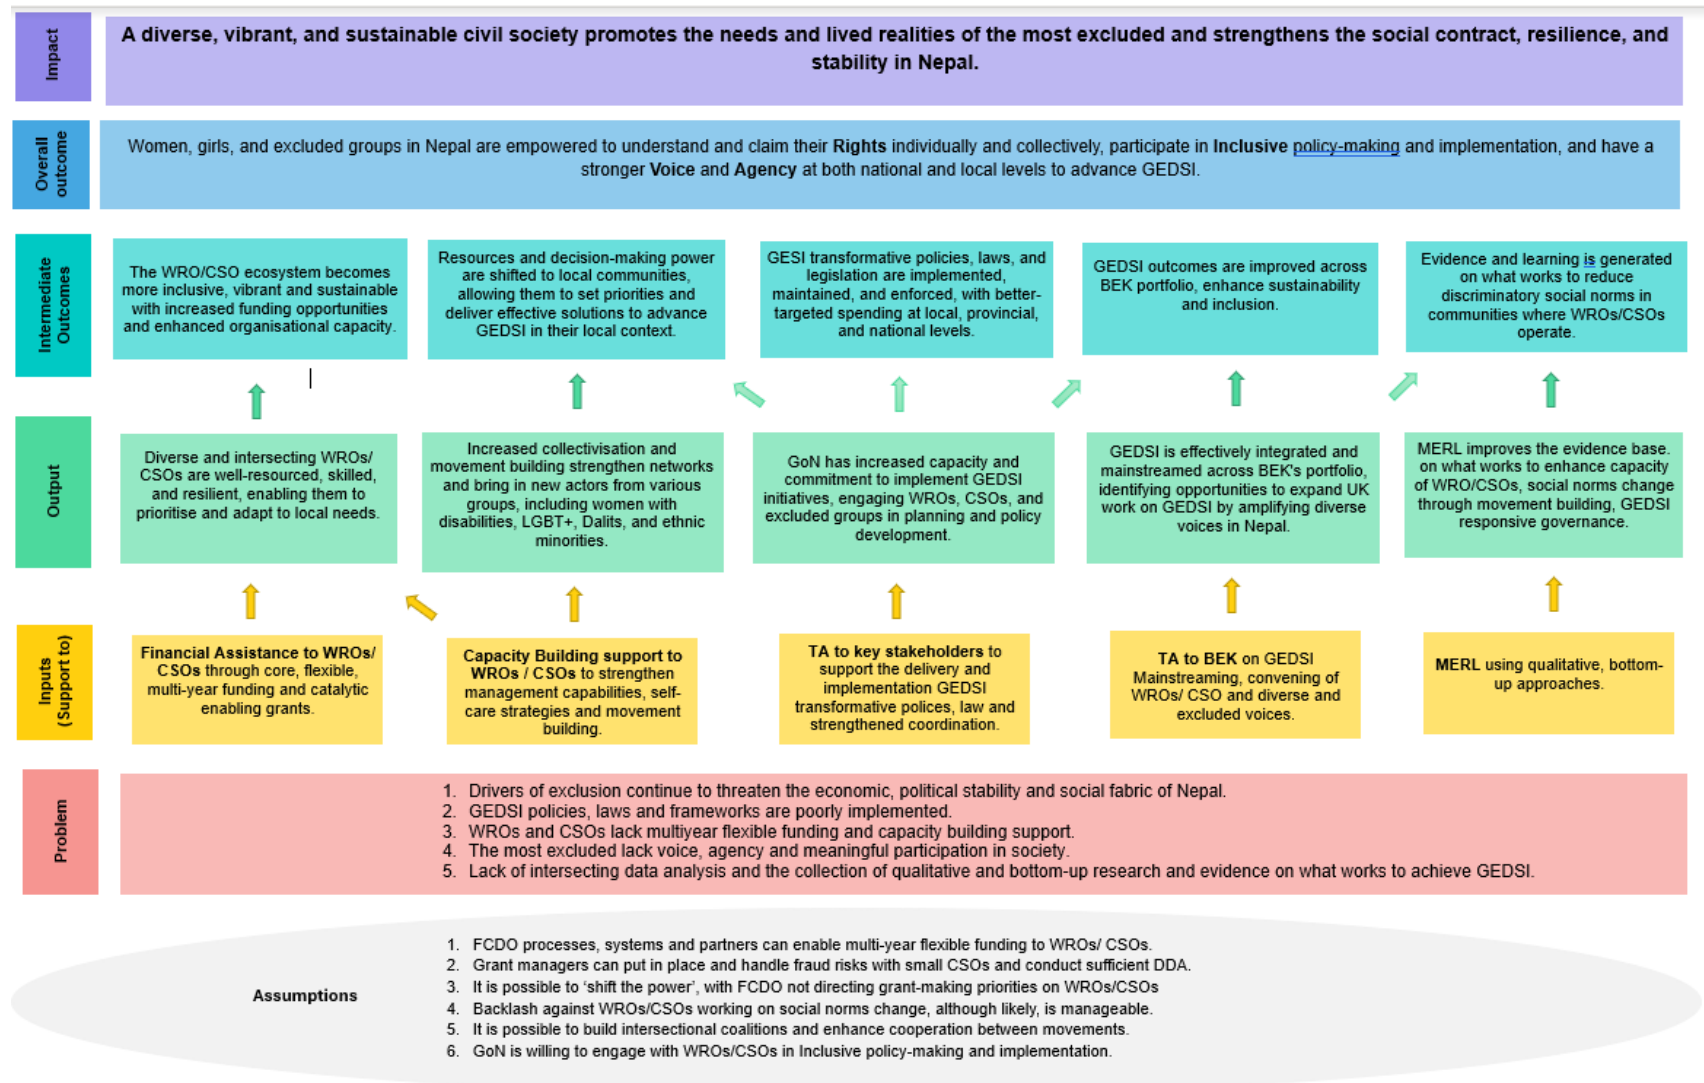 Impact
A diverse, vibrant, and sustainable civil society promotes the needs and lived realities of the most excluded and strengthens the social contract, resilience, and
stability in Nepal.
Overall
outcome
Women, girls, and excluded groups in Nepal are empowered to understand and claim their Rights individually and collectively, participate in Inclusive policy-making and implementation, and have a
stronger Voice and Agency at both national and local levels to advance GEDSI.
Intermediate
Outcomes
The WRO/CSO ecosystem becomes
more inclusive, vibrant and sustainable
with increased funding opportunities
and enhanced organisational capacity.
Resources and decision-making power
are shifted to local communities,
allowing them to set priorities and
deliver effective solutions to advance
GEDSI in their local context.
GESI transformative policies, laws, and
legislation are implemented,
maintained, and enforced, with better-
targeted spending at local, provincial,
and national levels.
GEDSI outcomes are improved across
BEK portfolio, enhance sustainability
and inclusion.
Evidence and learning is generated
on what works to reduce
discriminatory social norms in
communities where WROs/CSOs
operate.
Output
Diverse and intersecting WROs/
CSOs are well-resourced, skilled,
and resilient, enabling them to
prioritise and adapt to local needs.
Increased collectivisation and
movement building strengthen networks
and bring in new actors from various
groups, including women with
disabilities, LGBT+, Dalits, and ethnic
minorities.
GoN has increased capacity and
commitment to implement GEDSI
initiatives, engaging WROs, CSOs, and
excluded groups in planning and policy
development.
GEDSI is effectively integrated and
mainstreamed across BEK's portfolio,
identifying opportunities to expand UK
work on GEDSI by amplifying diverse
voices in Nepal.
MERL improves the evidence base.
on what works to enhance capacity
of WRO/CSOs, social norms change
through movement building, GEDSI
responsive governance.
Inputs
(Support to)
Financial Assistance to WROs/
CSOs through core, flexible,
multi-year funding and catalytic
enabling grants.
Capacity Building support to
WROs / CSOs to strengthen
management capabilities, self-
care strategies and movement
building.
TA to key stakeholders to
support the delivery and
implementation GEDSI
transformative polices, law and
strengthened coordination.
TA to BEK on GEDSI
Mainstreaming, convening of
WROs/ CSO and diverse and
excluded voices.
MERL using qualitative, bottom-
up approaches.
Problem
1. Drivers of exclusion continue to threaten the economic, political stability and social fabric of Nepal.
2. GEDSI policies, laws and frameworks are poorly implemented.
3. WROs and CSOs lack multiyear flexible funding and capacity building support.
4. The most excluded lack voice, agency and meaningful participation in society.
5. Lack of intersecting data analysis and the collection of qualitative and bottom-up research and evidence on what works to achieve GEDSI.
Assumptions
1. FCDO processes, systems and partners can enable multi-year flexible funding to WROs/ CSOs.
2. Grant managers can put in place and handle fraud risks with small CSOs and conduct sufficient DDA.
3. It is possible to ‘shift the power’, with FCDO not directing grant-making priorities on WROs/CSOs
4. Backlash against WROs/CSOs working on social norms change, although likely, is manageable.
5. It is possible to build intersectional coalitions and enhance cooperation between movements.
6. GoN is willing to engage with WROs/CSOs in Inclusive policy-making and implementation.